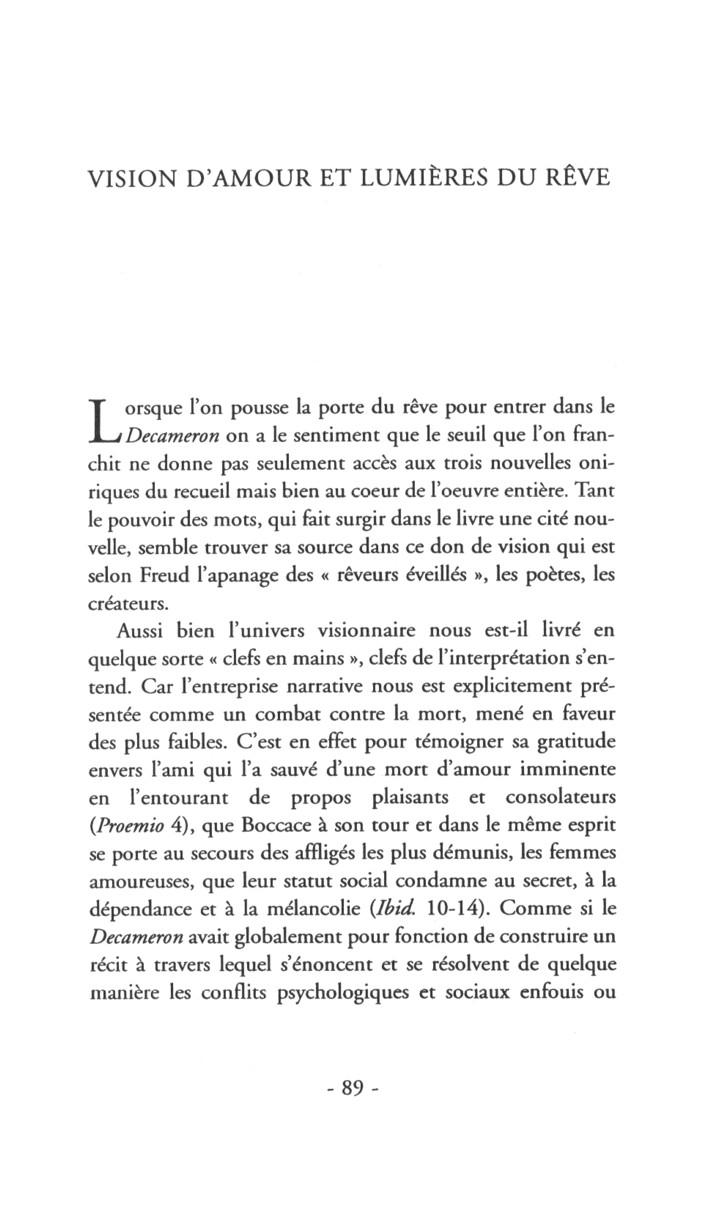 VISION D'AMOUR ET LUMIÈRES DU RÊVE
Lorsque l'on pousse la porte du rêve pour entrer dans le
Decameron on a le sentiment que le seuil que l'on fran-
chit ne donne pas seulement accès aux trois nouvelles oni-
riques du recueil mais bien au coeur de l'oeuvre entière. Tant
le pouvoir des mots, qui fait surgir dans le livre une cité nou-
velle, semble trouver sa source dans ce don de vision qui est
selon Freud l'apanage des « rêveurs éveillés », les poètes, les
créateurs.
Aussi bien l'univers visionnaire nous est-il livré en
quelque sorte « clefs en mains », clefs de l'interprétation s'en-
tend. Car l'entreprise narrative nous est explicitement pré-
sentée comme un combat contre la mort, mené en faveur
des plus faibles. C'est en effet pour témoigner sa gratitude
envers l'ami qui l'a sauvé d'une mort d'amour imminente
en l'entourant de propos plaisants et consolateurs
(Proemio 4), que Boccace à son tour et dans le même esprit
se porte au secours des affligés les plus démunis, les femmes
amoureuses, que leur statut social condamne au secret, à la
dépendance et à la mélancolie (Ibid. 10-14). Comme si le
Decameron avait globalement pour fonction de construire un
récit à travers lequel s'énoncent et se résolvent de quelque
manière les conflits psychologiques et sociaux enfouis ou
- 89 -